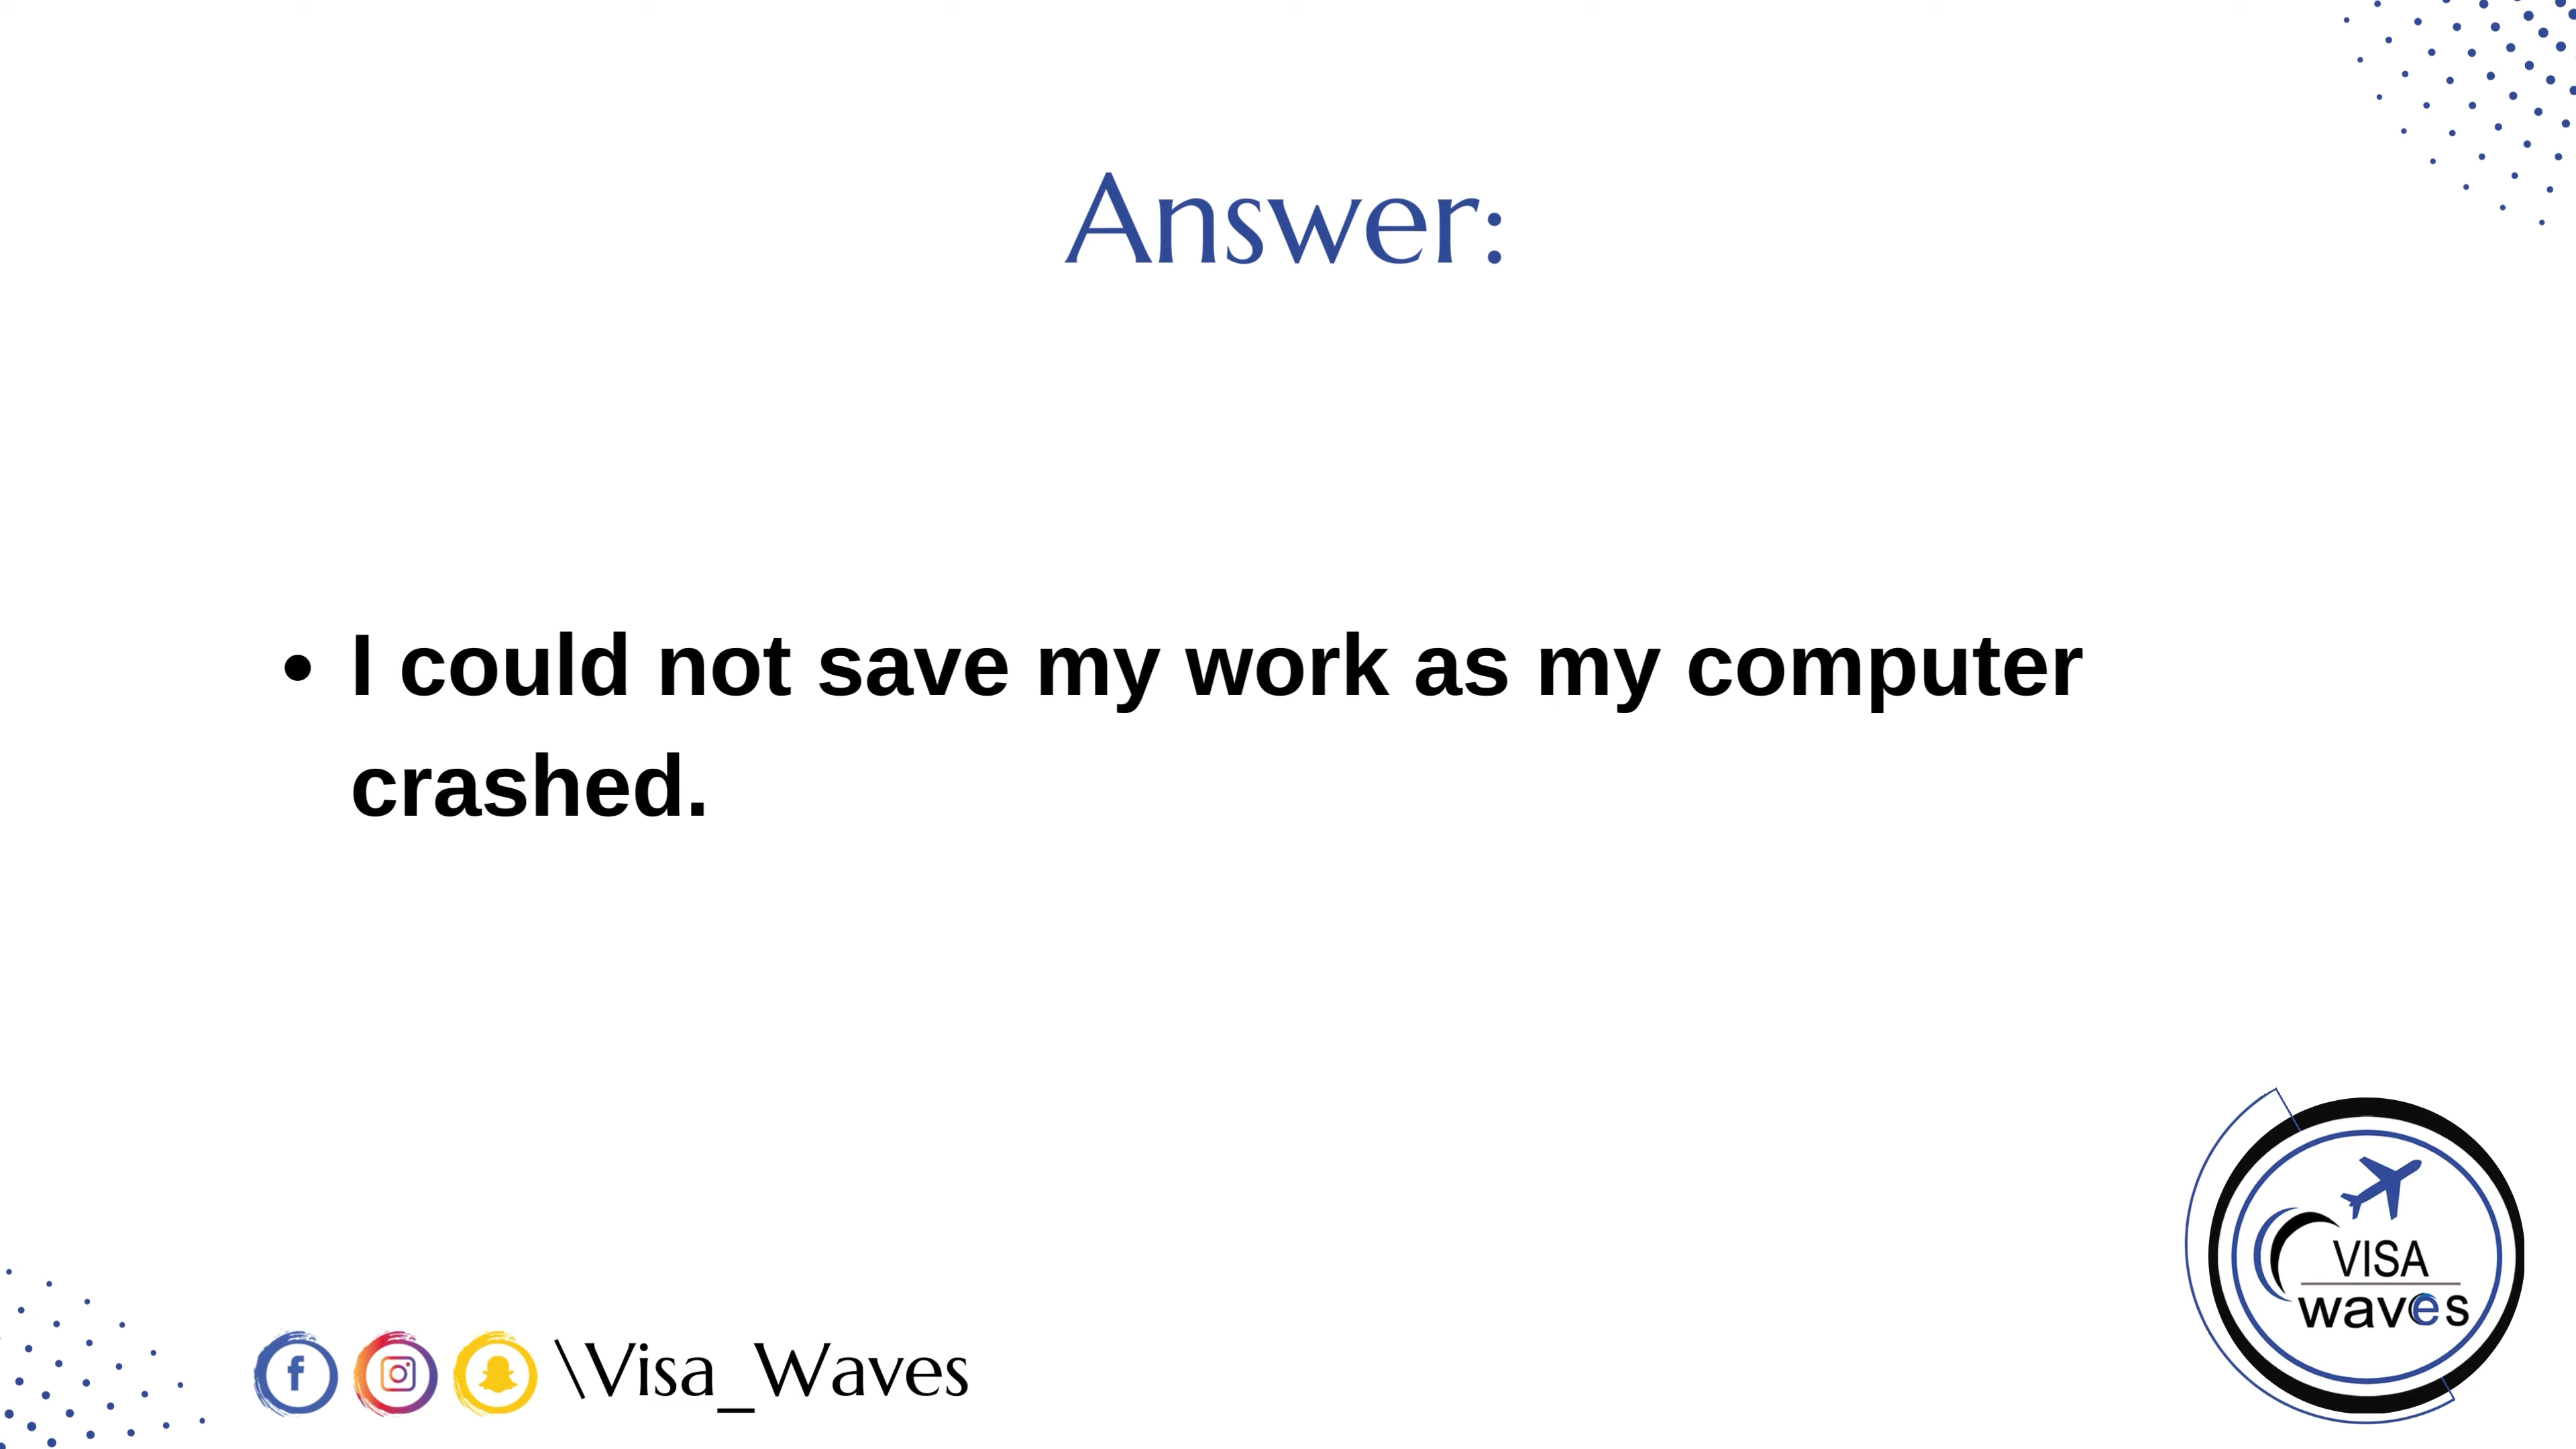 Answer:
• I could not save my work as my computer
crashed.
VISA
waves
\Visa_Waves